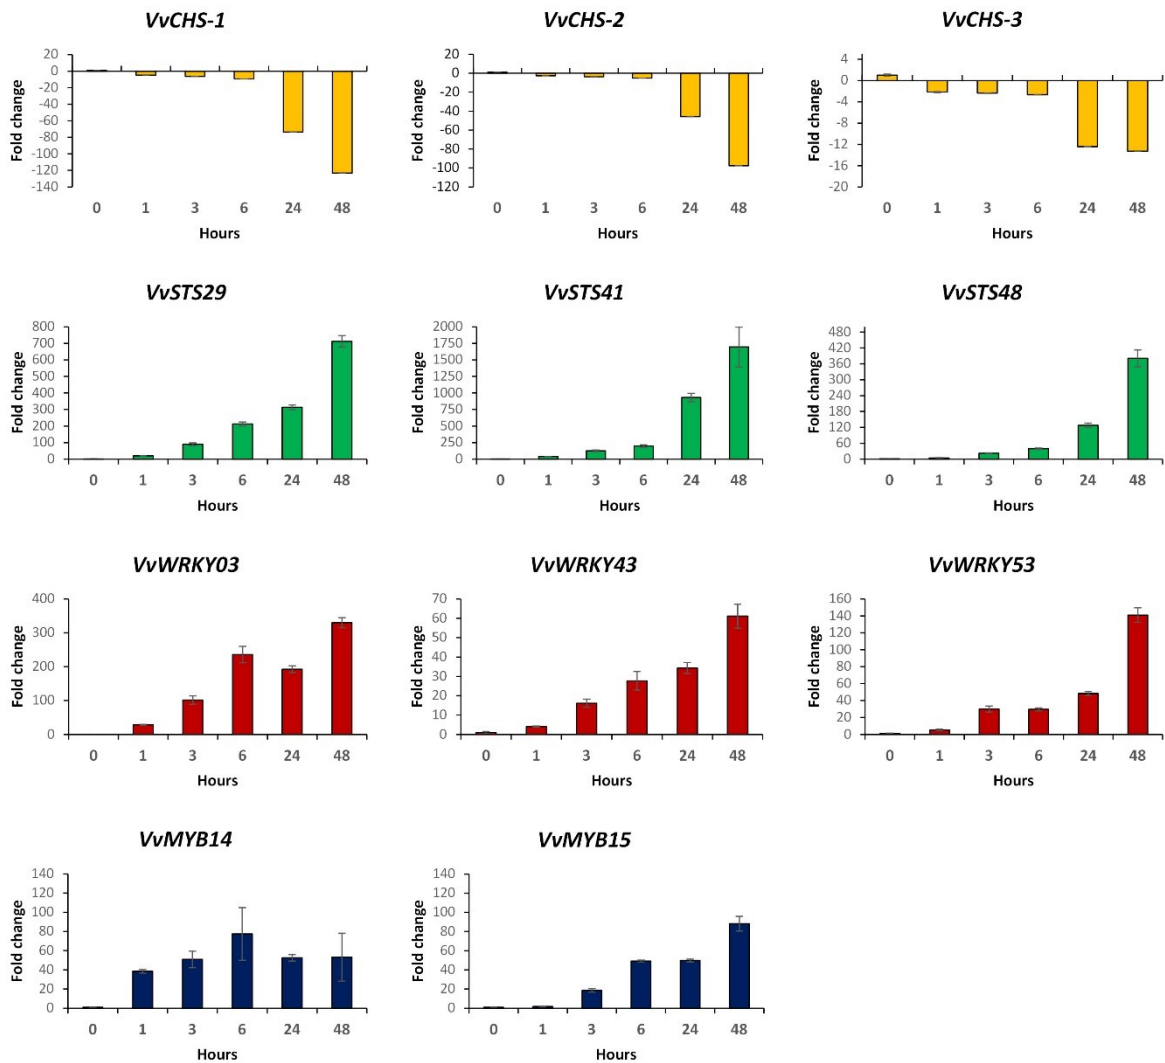 VvCHS-1 VvCHS-2 VvCHS-3
Fold change
20
0
-20
-40
-60
-80
-100
-120
-140
0 1 3 6 24 48
Hours
Fold change
20
0
-20
-40
-60
-80
-100
-120
0 1 3 6 24 48
Hours
Fold change
4
0
-4
-8
-12
-16
-20
0 1 3 6 24 48
Hours
VvSTS29 VvSTS41 VvSTS48
Fold change
800
700
600
500
400
300
200
100
0
0 1 3 6 24 48
Hours
Fold change
2000
1750
1500
1250
1000
750
500
250
0
0 1 3 6 24 48
Hours
Fold change
480
420
360
300
240
180
120
60
0
0 1 3 6 24 48
Hours
VvWRKY03 VvWRKY43 VvWRKY53
Fold change
400
300
200
100
0
0 1 3 6 24 48
Hours
Fold change
70
60
50
40
30
20
10
0
0 1 3 6 24 48
Hours
Fold change
160
140
120
100
80
60
40
20
0
0 1 3 6 24 48
Hours
VvMYB14 VvMYB15
Fold change
140
120
100
80
60
40
20
0
0 1 3 6 24 48
Hours
Fold change
140
120
100
80
60
40
20
0
0 1 3 6 24 48
Hours